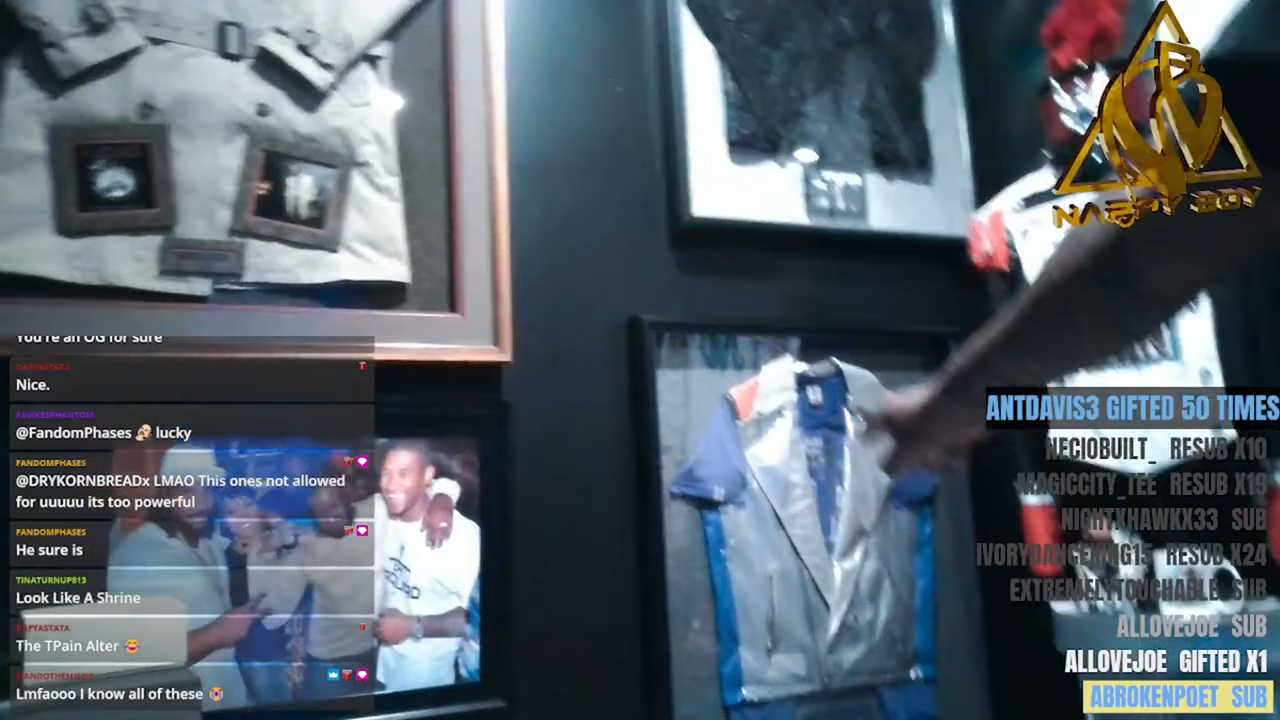 You're an OG for sure
Nice.
FAVIKESPHANTOM
@FandomPhases lucky
FANDOMPHASES
@DRYKORNBREADx LMAO This ones not allowed
for uuuuu its too powerful
FANDOMPHASES
He sure is
TINATURNUP813
Look Like A Shrine
The TPain Alter
Lmfaooo I know all of these
NAPPY BOY
ANTDAVIS3 GIFTED 50 TIMES
NECIOBUILT_ RESUB X10
MAGICCITY_TEE RESUB X19
NIGHTXHAWKX33 SUB
RESUB X24
EXTREMELYTOUCHABLE SUB
ALLOVEJOE SUB
ALLOVEJOE GIFTED X1
ABROKENPOET SUB